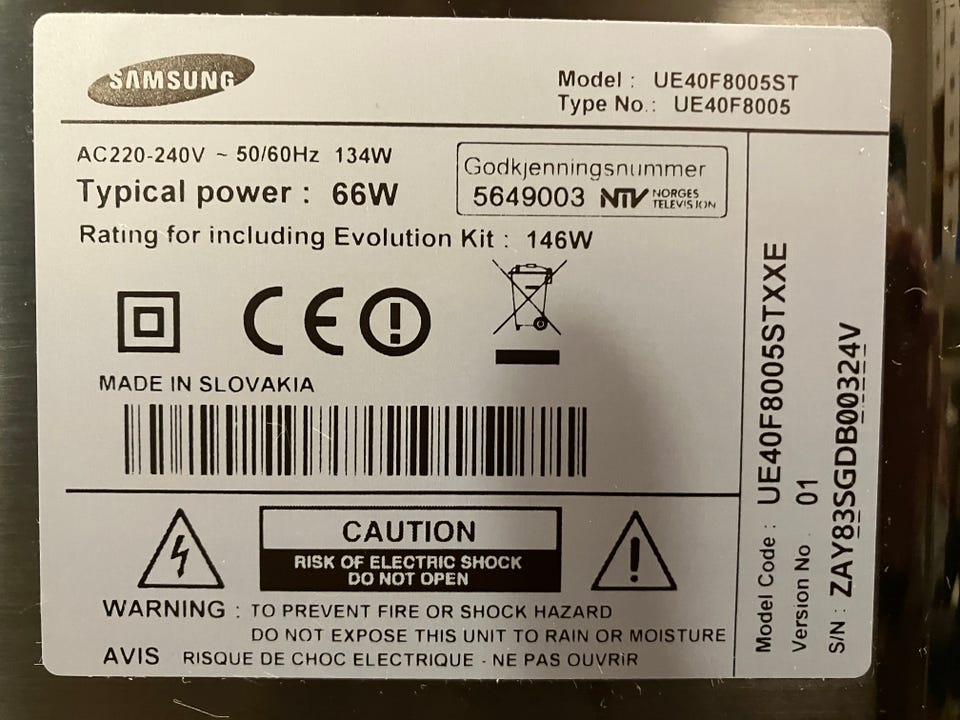 SAMSUNG
Model : UE40F8005ST
Type No.: UE40F8005
AC220-240V ~ 50/60Hz 134W
Typical power : 66W
Rating for including Evolution Kit : 146W
Godkjenningsnummer
5649003 NTV NORGES
TELEVISION
CE
MADE IN SLOVAKIA
CAUTION
RISK OF ELECTRIC SHOCK
DO NOT OPEN
WARNING : TO PREVENT FIRE OR SHOCK HAZARD
DO NOT EXPOSE THIS UNIT TO RAIN OR MOISTURE
AVIS RISQUE DE CHOC ELECTRIQUE - NE PAS OUVRIR
Model Code : UE40F8005STXXE
Version No . 01
S/N : ZAY83SGDB00324V